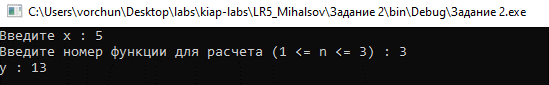 C:\Users\vorchun\Desktop\labs\kiap-labs\LR5_Mihalsov\Задание 2\bin\Debug\Задание 2.exe
Введите x : 5
Введите номер функции для расчета (1 <= n <= 3) : 3
y : 13